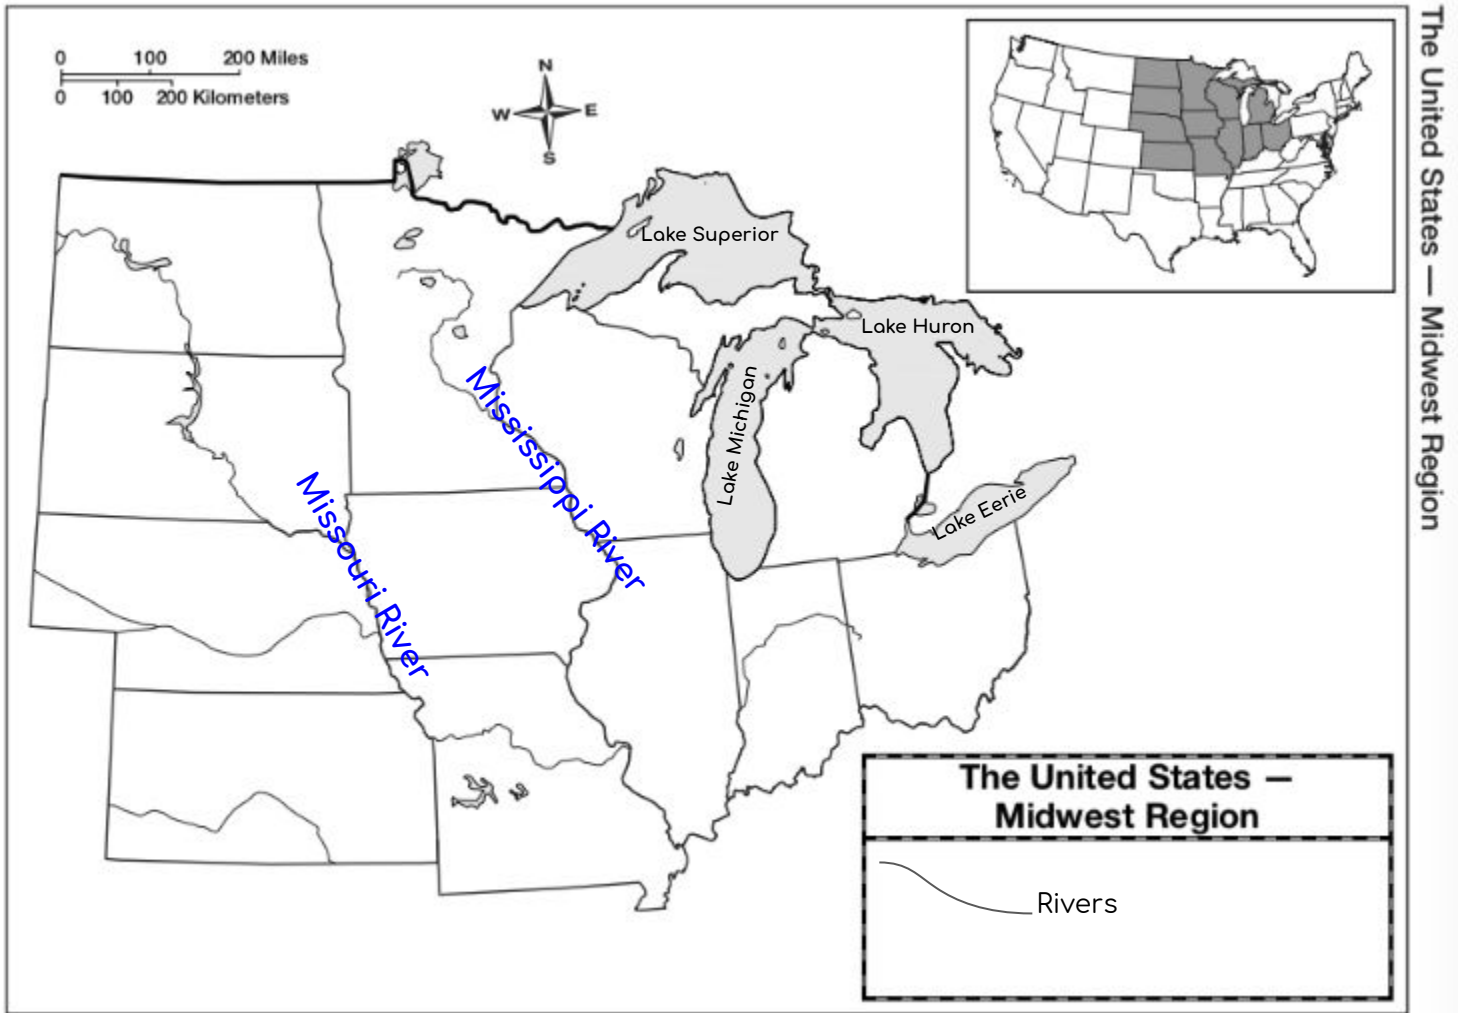 0 100 200 Miles
0 100 200 Kilometers
N
W E
S
Lake Superior
Lake Huron
Lake Michigan
Lake Eerie
Mississippi River
Missouri River
The United States —
Midwest Region
Rivers
The United States — Midwest Region